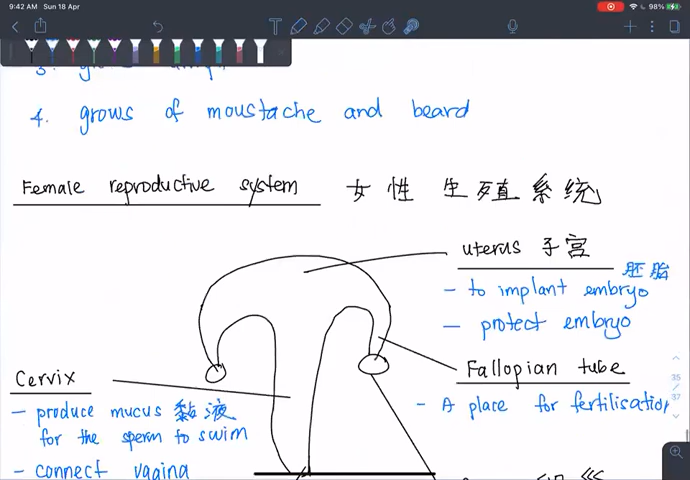 9:42 AM Sun 18 Apr
98%
3.
4. grows of moustache and beard
Female reproductive system 女性生殖系统
uterus 子宫
胚胎
- to implant embryo
- protect embryo
Fallopian tube
- A place for fertilisation
Cervix
- produce mucus 黏液
for the sperm to swim
- connect vagina
35
/
37